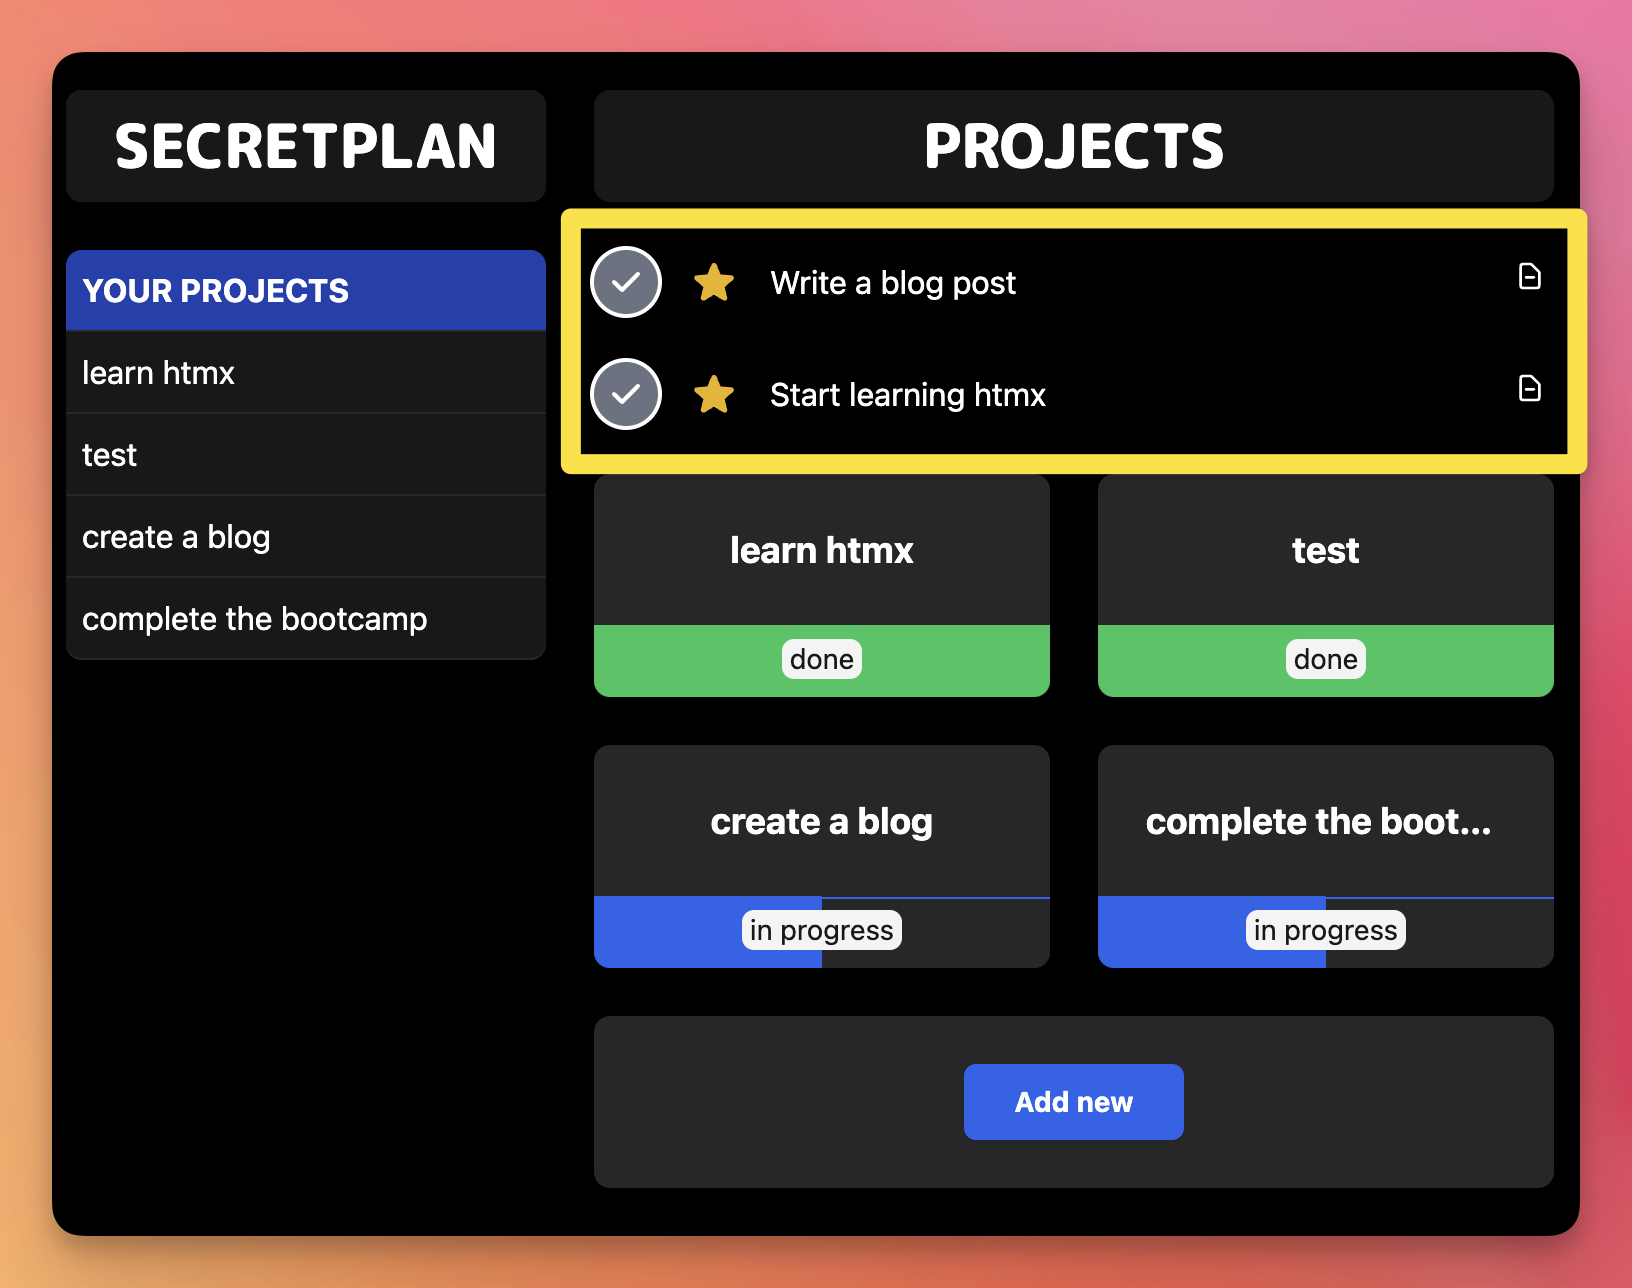 SECRETPLAN
PROJECTS
YOUR PROJECTS
learn htmx
test
create a blog
complete the bootcamp
Write a blog post
Start learning htmx
learn htmx
done
test
done
create a blog
in progress
complete the boot...
in progress
Add new